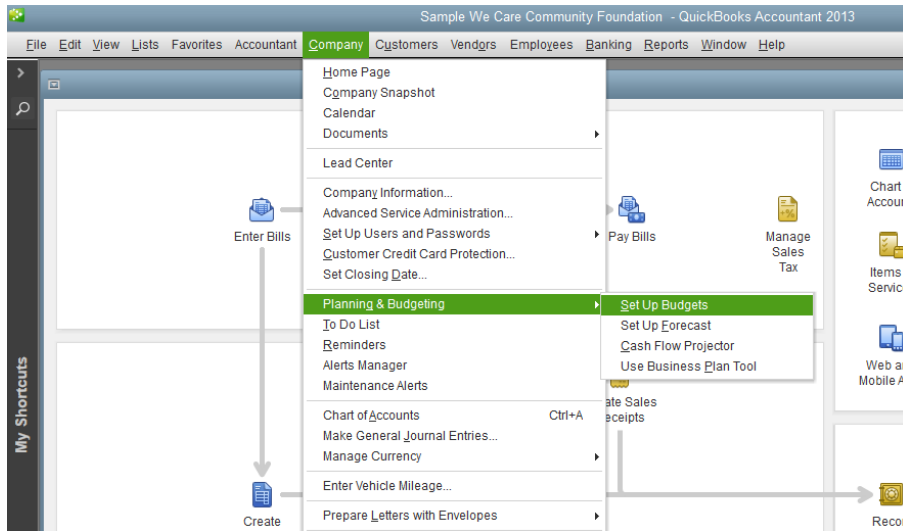 Sample We Care Community Foundation - QuickBooks Accountant 2013
File Edit View Lists Favorites Accountant Company Customers Vendors Employees Banking Reports Window Help
Home Page
Company Snapshot
Calendar
Documents
Lead Center
Company Information...
Advanced Service Administration...
Set Up Users and Passwords
Customer Credit Card Protection...
Set Closing Date...
Planning & Budgeting
To Do List
Reminders
Alerts Manager
Maintenance Alerts
Chart of Accounts Ctrl+A
Make General Journal Entries...
Manage Currency
Enter Vehicle Mileage...
Prepare Letters with Envelopes
Set Up Budgets
Set Up Forecast
Cash Flow Projector
Use Business Plan Tool
My Shortcuts
Enter Bills
Pay Bills
Manage
Sales
Tax
ate Sales
eceipts
Create
Chart
Accour
Items
Servic
Web a
Mobile A
Reco